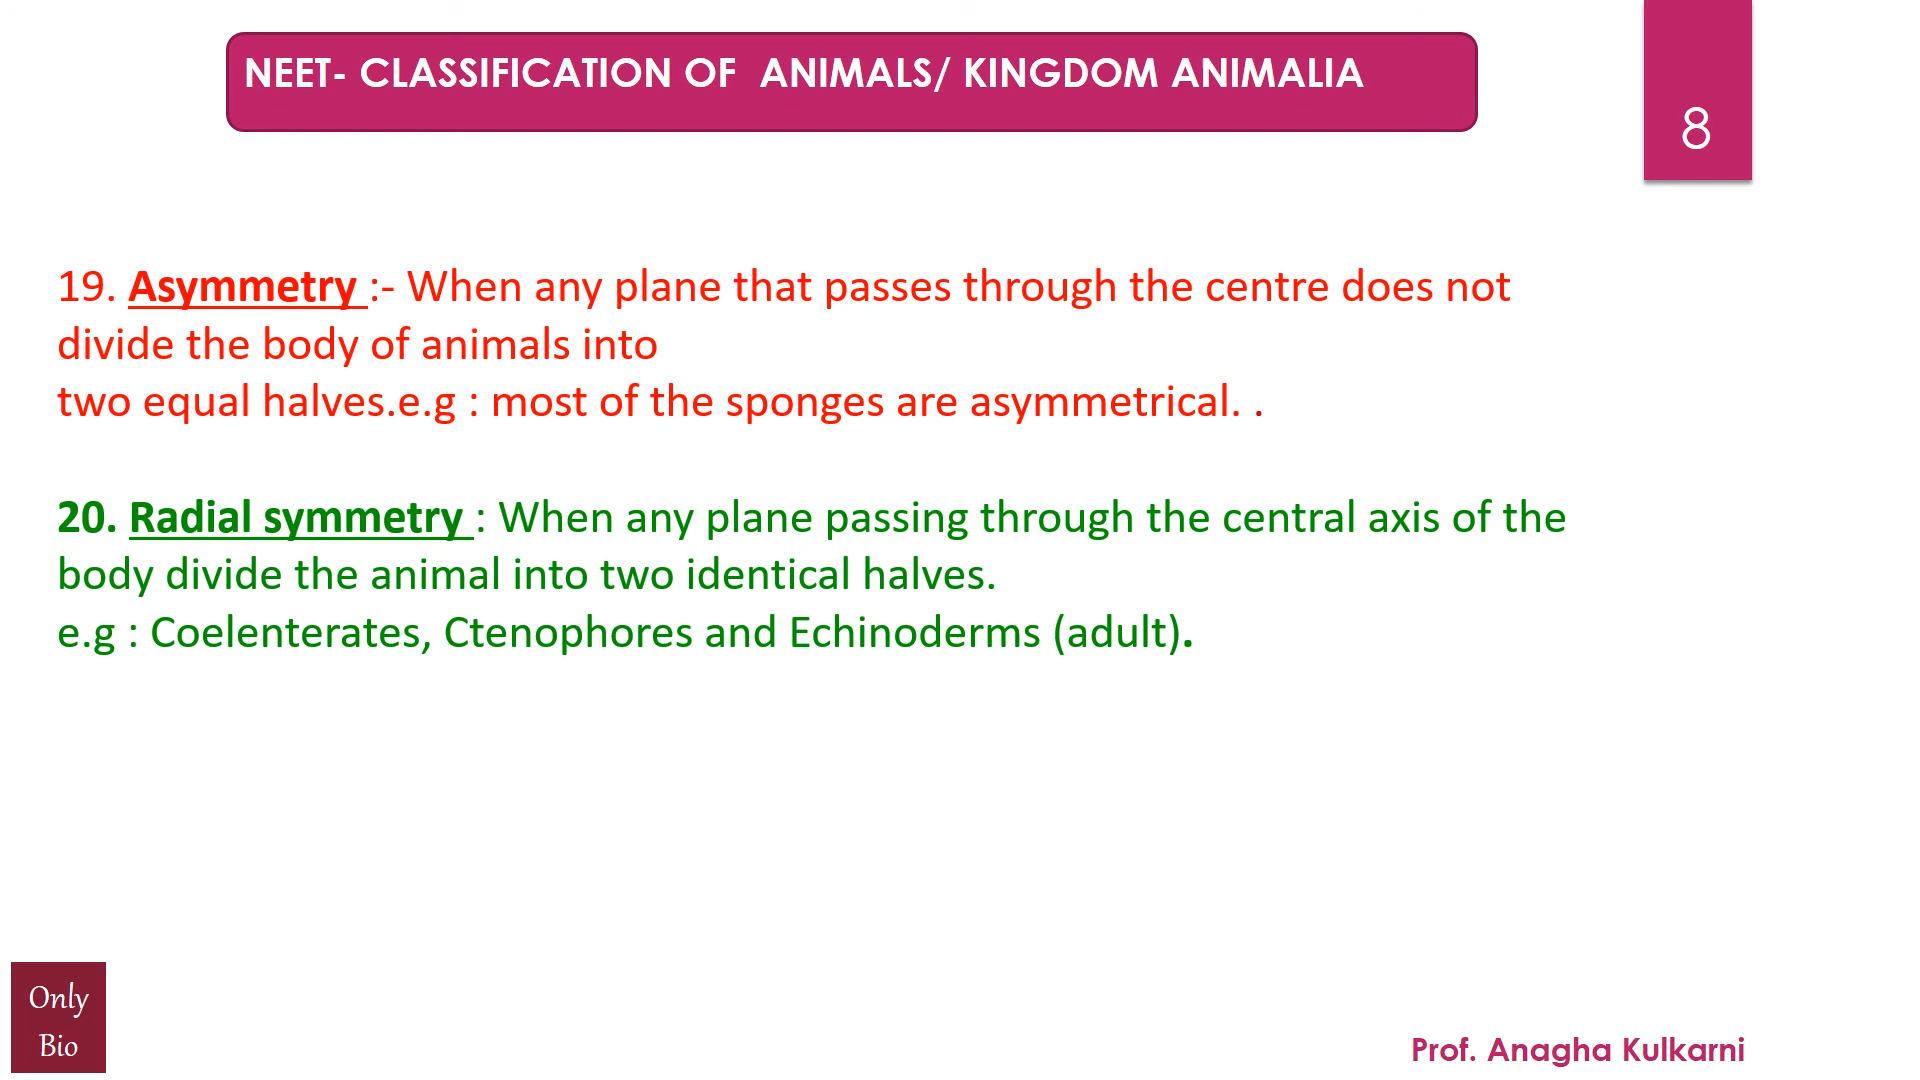 NEET- CLASSIFICATION OF  ANIMALS/ KINGDOM ANIMALIA
8
19. Asymmetry :- When any plane that passes through the centre does not
divide the body of animals into
two equal halves.e.g : most of the sponges are asymmetrical. .
20. Radial symmetry : When any plane passing through the central axis of the
body divide the animal into two identical halves.
e.g : Coelenterates, Ctenophores and Echinoderms (adult).
Only
Bio
Prof. Anagha Kulkarni